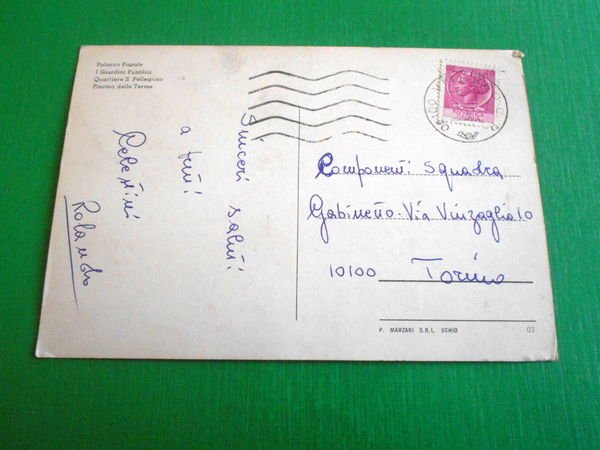 Palazzo Papale
I Giardini Pubblici
Quartiere S. Pellegrino
Piscina delle Terme
Sinceri saluti
a tutti
Celestini
Rolando
Componenti Squadra
Gabinetto - Via Vinzaglio 10
10100 Torino
P. MARZARI S.R.L. SCHIO
03